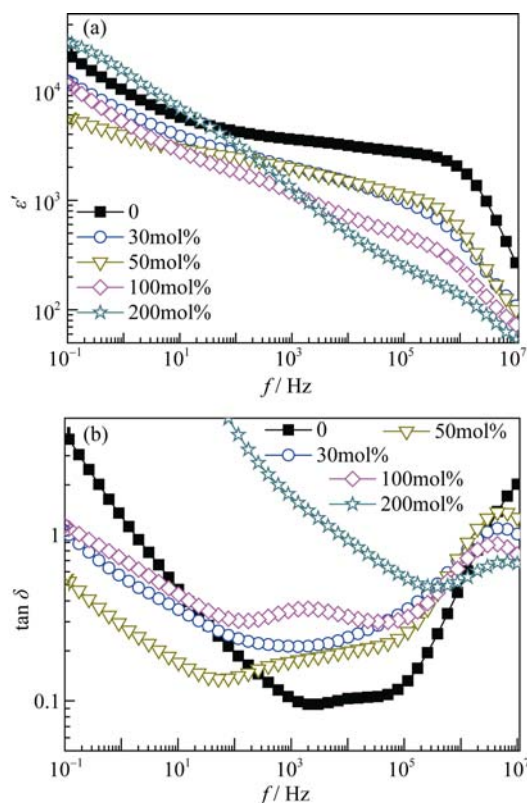 (a)
10⁴
10³
10²
ε′
0
30mol%
50mol%
100mol%
200mol%
10⁻¹ 10¹ 10³ 10⁵ 10⁷
f / Hz
(b)
0
50mol%
30mol%
100mol%
200mol%
1
0.1
tan δ
10⁻¹ 10¹ 10³ 10⁵ 10⁷
f / Hz